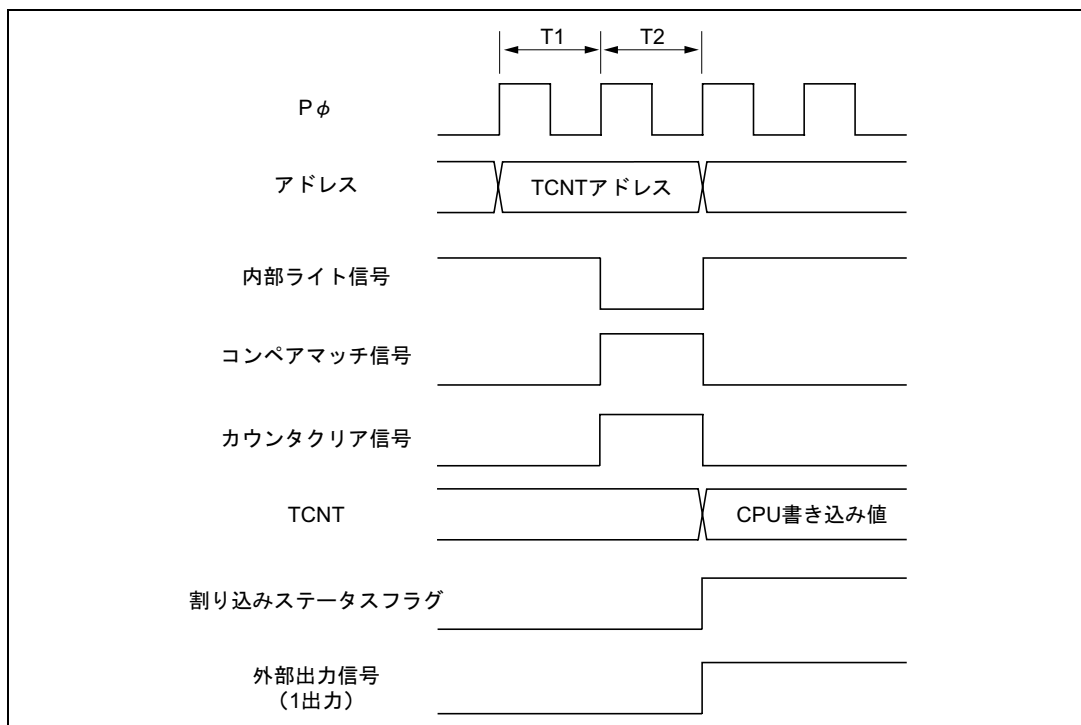 T1 T2
Pφ
アドレス TCNTアドレス
内部ライト信号
コンペアマッチ信号
カウンタクリア信号
TCNT CPU書き込み値
割り込みステータスフラグ
外部出力信号
（1出力）